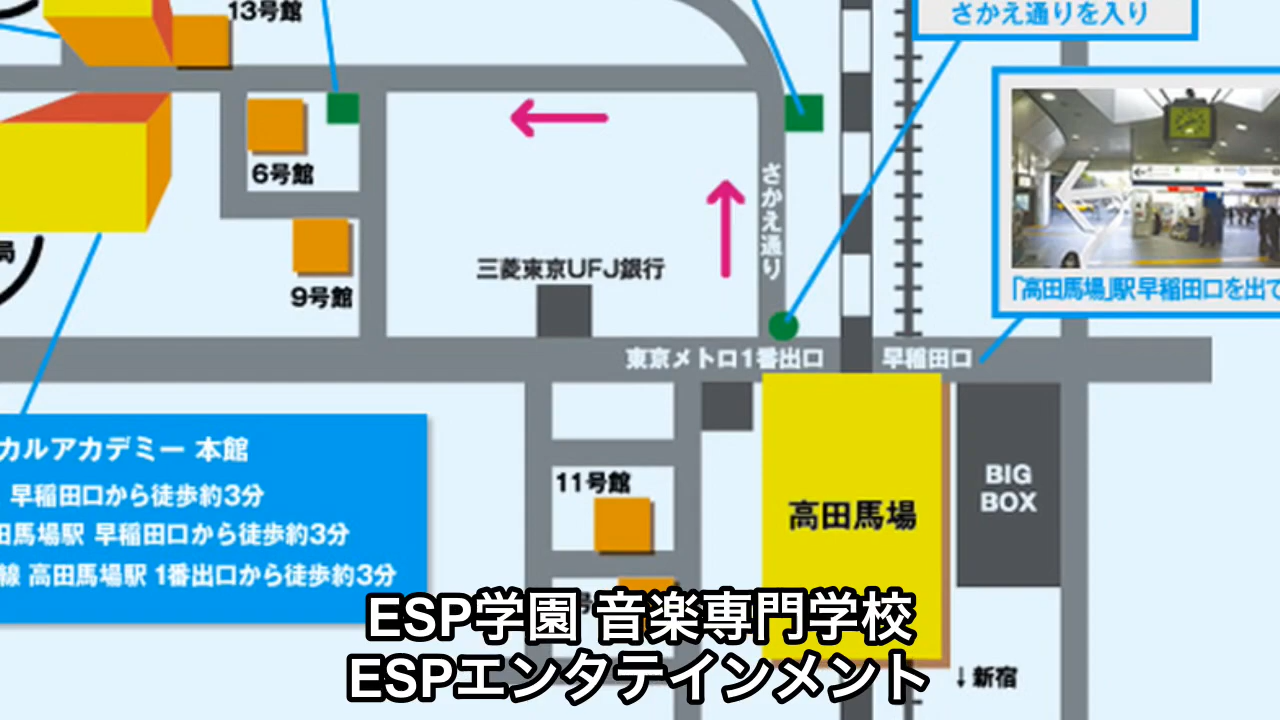 13号館
さかえ通りを入り
6号館
さかえ通り
9号館
三菱東京UFJ銀行
「高田馬場」駅早稲田口を出て
局
東京メトロ1番出口
早稲田口
カルアカデミー 本館
早稲田口から徒歩約3分
田馬場駅 早稲田口から徒歩約3分
線 高田馬場駅 1番出口から徒歩約3分
11号館
高田馬場
BIG
BOX
↓新宿
ESP学園 音楽専門学校
ESPエンタテインメント